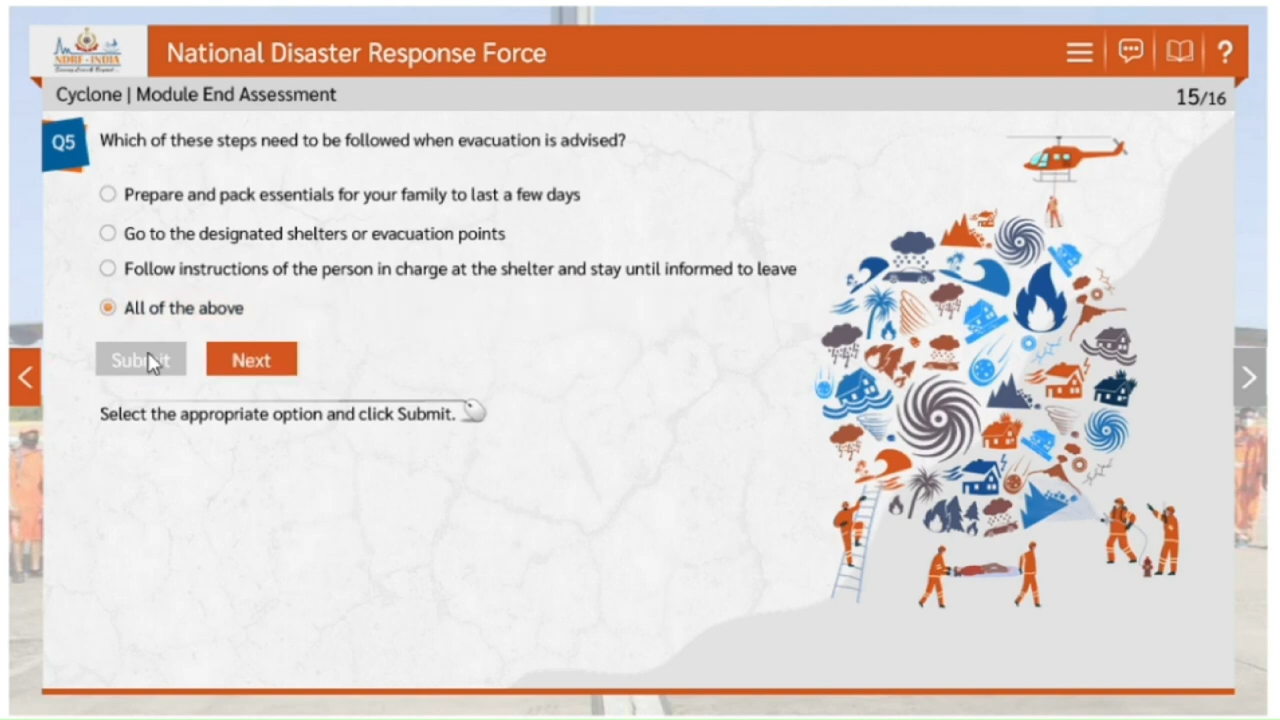 NDRF - INDIA
National Disaster Response Force
?
Cyclone | Module End Assessment
15/16
Q5
Which of these steps need to be followed when evacuation is advised?
Prepare and pack essentials for your family to last a few days
Go to the designated shelters or evacuation points
Follow instructions of the person in charge at the shelter and stay until informed to leave
All of the above
Submit
Next
Select the appropriate option and click Submit.